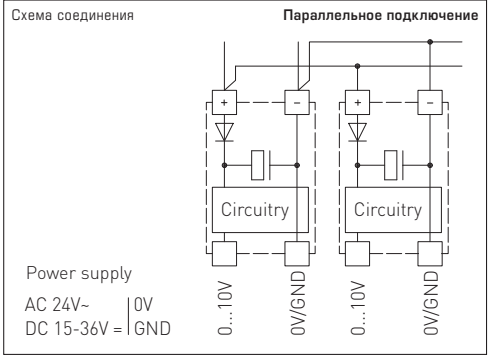 Схема соединения
Параллельное подключение
+ – + –
Circuitry Circuitry
Power supply
AC 24V~ | 0V
DC 15-36V = | GND
0...10V
0V/GND
0...10V
0V/GND